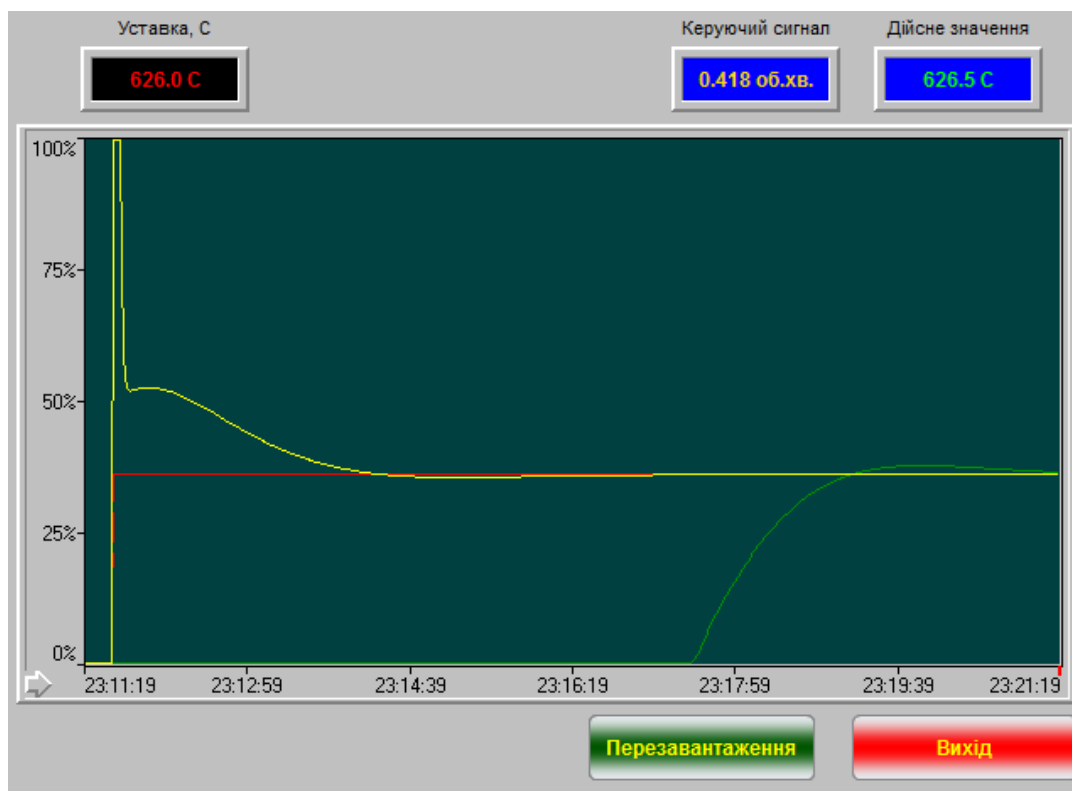 Уставка, С
Керуючий сигнал
Дійсне значення
626.0 С
0.418 об.хв.
626.5 С
100%
75%
50%
25%
0%
23:11:19
23:12:59
23:14:39
23:16:19
23:17:59
23:19:39
23:21:19
Перезавантаження
Вихід